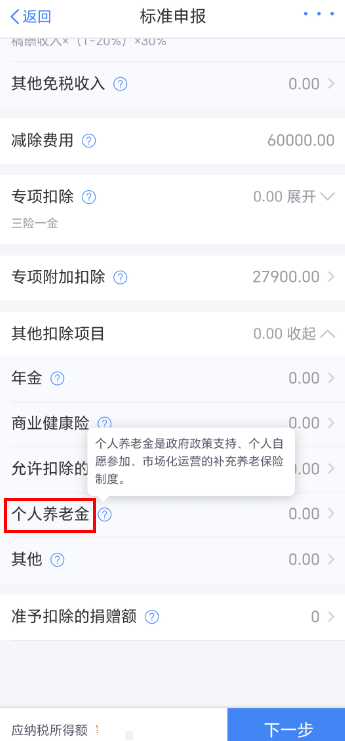 返回 标准申报 ···
稿酬收入×（1-20%）×30%
其他免税收入 ? 0.00
减除费用 ? 60000.00
专项扣除 ? 0.00 展开
三险一金
专项附加扣除 ? 27900.00
其他扣除项目 0.00 收起
年金 ? 0.00
商业健康险 ? 0.00
个人养老金是政府政策支持、个人自
愿参加、市场化运营的补充养老保险
制度。
允许扣除的 0.00
个人养老金 ? 0.00
其他 ? 0.00
准予扣除的捐赠额 ? 0
应纳税所得额 下一步